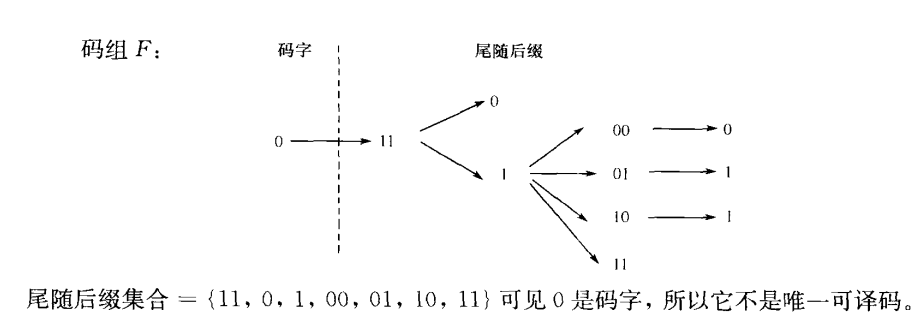 码组 F：
码字 尾随后缀
0
00 0
0 11
1 01 1
10 1
11
尾随后缀集合 = {11, 0, 1, 00, 01, 10, 11} 可见 0 是码字，所以它不是唯一可译码。